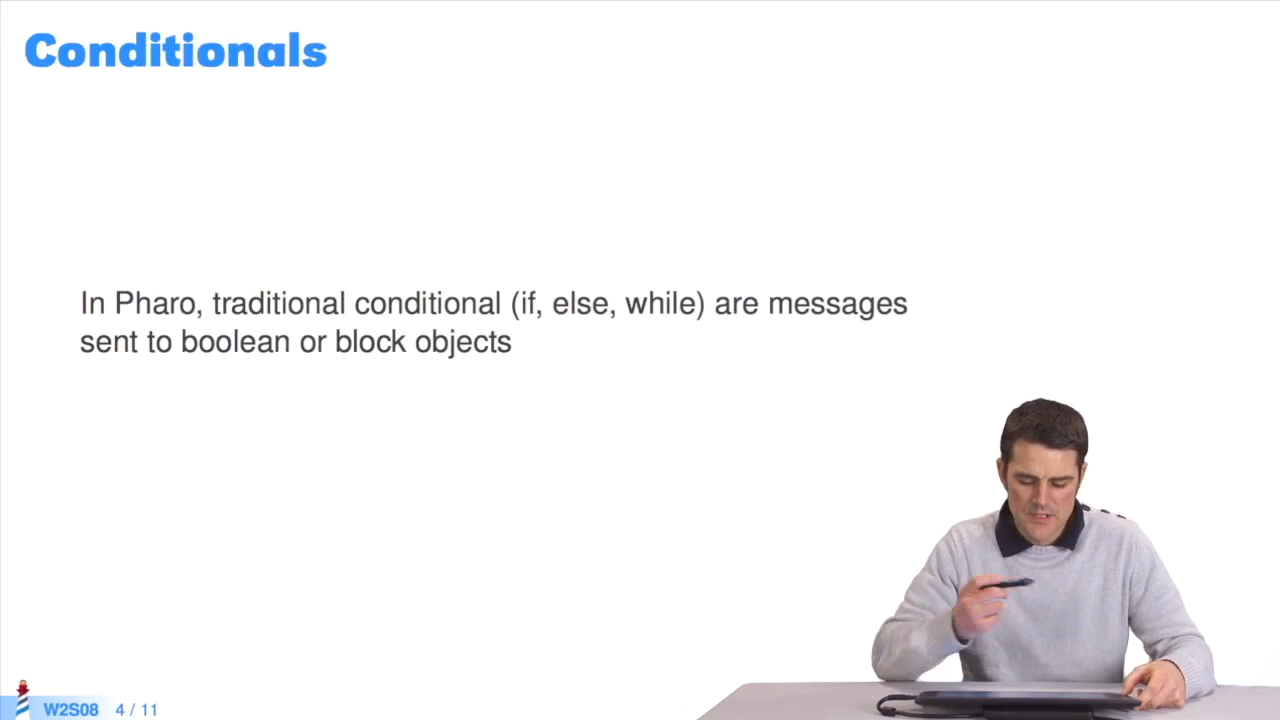 Conditionals
In Pharo, traditional conditional (if, else, while) are messages
sent to boolean or block objects
W2S08 4 / 11